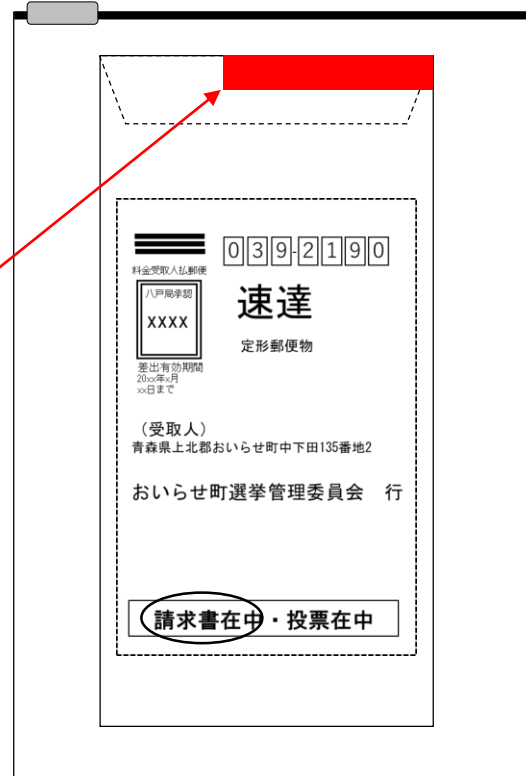 039-2190
料金受取人払郵便
八戸局承認
XXXX
速達
定形郵便物
差出有効期間
20xx年x月
xx日まで
(受取人)
青森県上北郡おいらせ町中下田135番地2
おいらせ町選挙管理委員会 行
請求書在中・投票在中